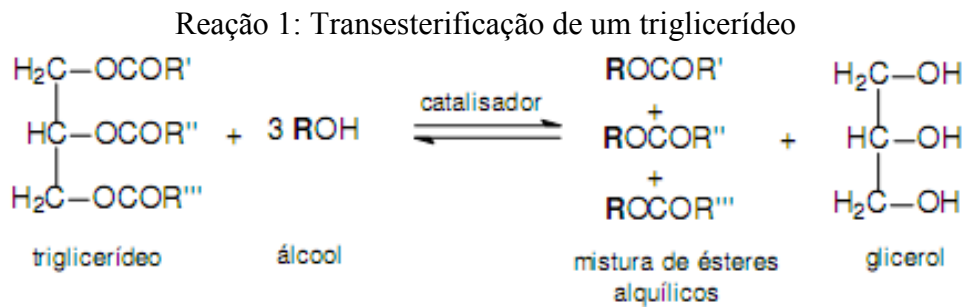 Reação 1: Transesterificação de um triglicerídeo
H₂C—OCOR'
HC—OCOR"
H₂C—OCOR'''
triglicerídeo
+
3 ROH
álcool
catalisador
ROCOR'
+
ROCOR"
+
ROCOR'''
mistura de ésteres
alquílicos
+
H₂C—OH
HC—OH
H₂C—OH
glicerol